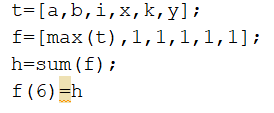 t=[a,b,i,x,k,y];
f=[max(t),1,1,1,1,1];
h=sum(f);
f(6)=h